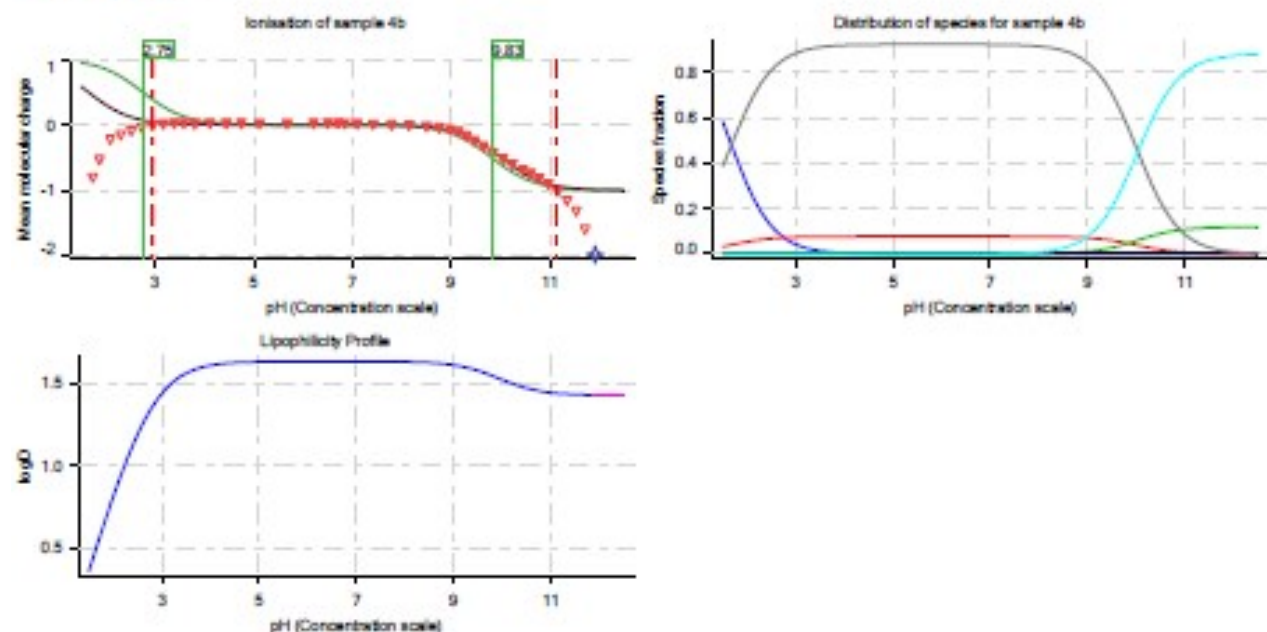 Ionisation of sample 4b
2.75
9.83
1
0
-1
-2
Mean molecular charge
3 5 7 9 11
pH (Concentration scale)
Distribution of species for sample 4b
0.8
0.6
0.4
0.2
0.0
Species fraction
3 5 7 9 11
pH (Concentration scale)
Lipophilicity Profile
1.5
1.0
0.5
logD
3 5 7 9 11
pH (Concentration scale)